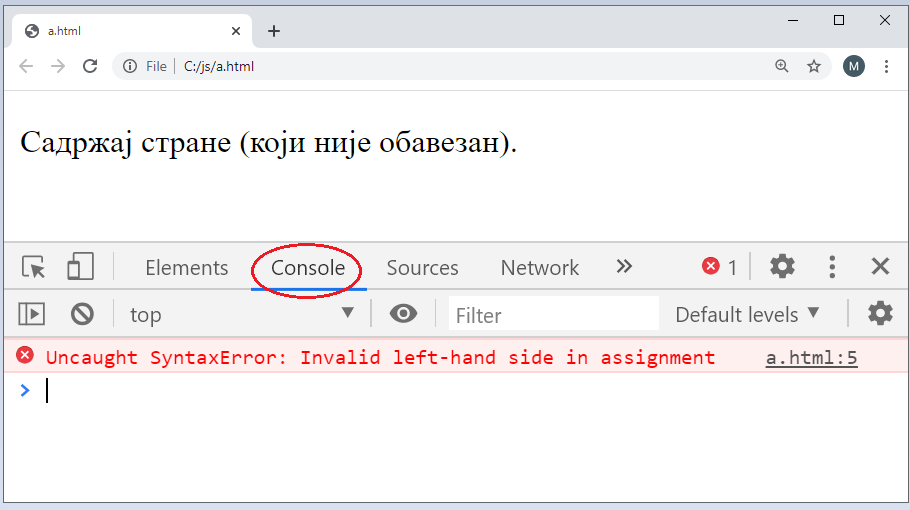 a.html
File C:/js/a.html M
Садржај стране (који није обавезан).
Elements Console Sources Network 1
top Filter Default levels
Uncaught SyntaxError: Invalid left-hand side in assignment a.html:5